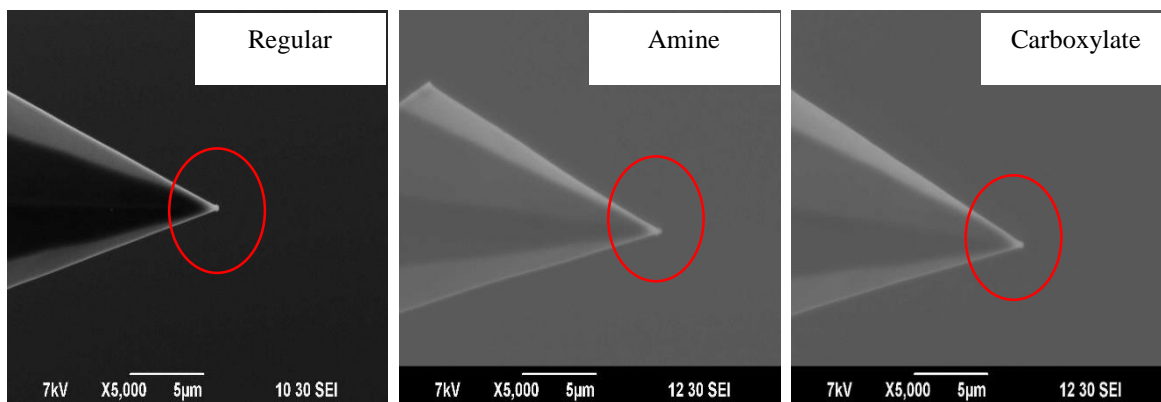 Regular
Amine
Carboxylate
7kV X5,000 5µm 10 30 SEI
7kV X5,000 5µm 12 30 SEI
7kV X5,000 5µm 12 30 SEI